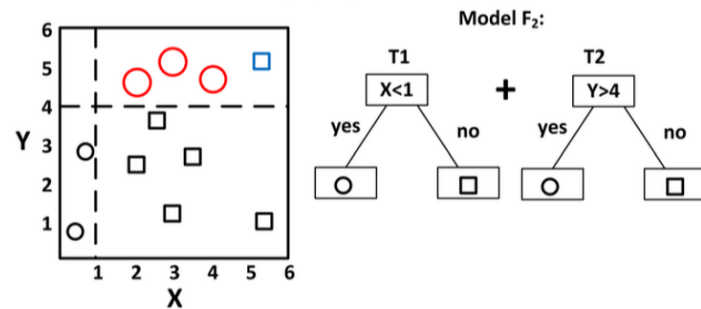 Model F₂:
6
5
4
3
2
1
Y
1 2 3 4 5 6
X
T1
X<1
yes
no
+
T2
Y>4
yes
no